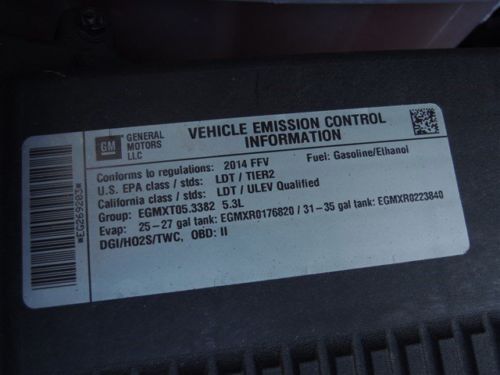 GM
GENERAL MOTORS LLC
VEHICLE EMISSION CONTROL
INFORMATION
Conforms to regulations: 2014 FFV Fuel: Gasoline/Ethanol
U.S. EPA class / stds: LDT / TIER2
California class / stds: LDT / ULEV Qualified
Group: EGMXT05.3382 5.3L
Evap: 25-27 gal tank: EGMXR0176820 / 31-35 gal tank: EGMXR0223840
DGI/HO2S/TWC, OBD: II
*EG269203*